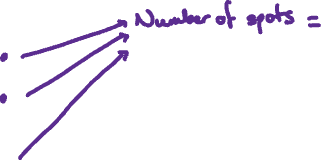 Number of spots =